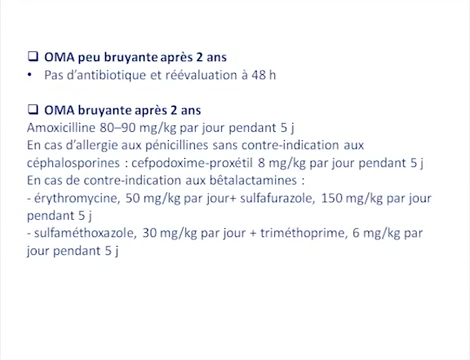 ❑ OMA peu bruyante après 2 ans
• Pas d'antibiotique et réévaluation à 48 h
❑ OMA bruyante après 2 ans
Amoxicilline 80–90 mg/kg par jour pendant 5 j
En cas d'allergie aux pénicillines sans contre-indication aux
céphalosporines : cefpodoxime-proxétil 8 mg/kg par jour pendant 5 j
En cas de contre-indication aux bêtalactamines :
- érythromycine, 50 mg/kg par jour+ sulfafurazole, 150 mg/kg par jour
pendant 5 j
- sulfaméthoxazole, 30 mg/kg par jour + triméthoprime, 6 mg/kg par
jour pendant 5 j